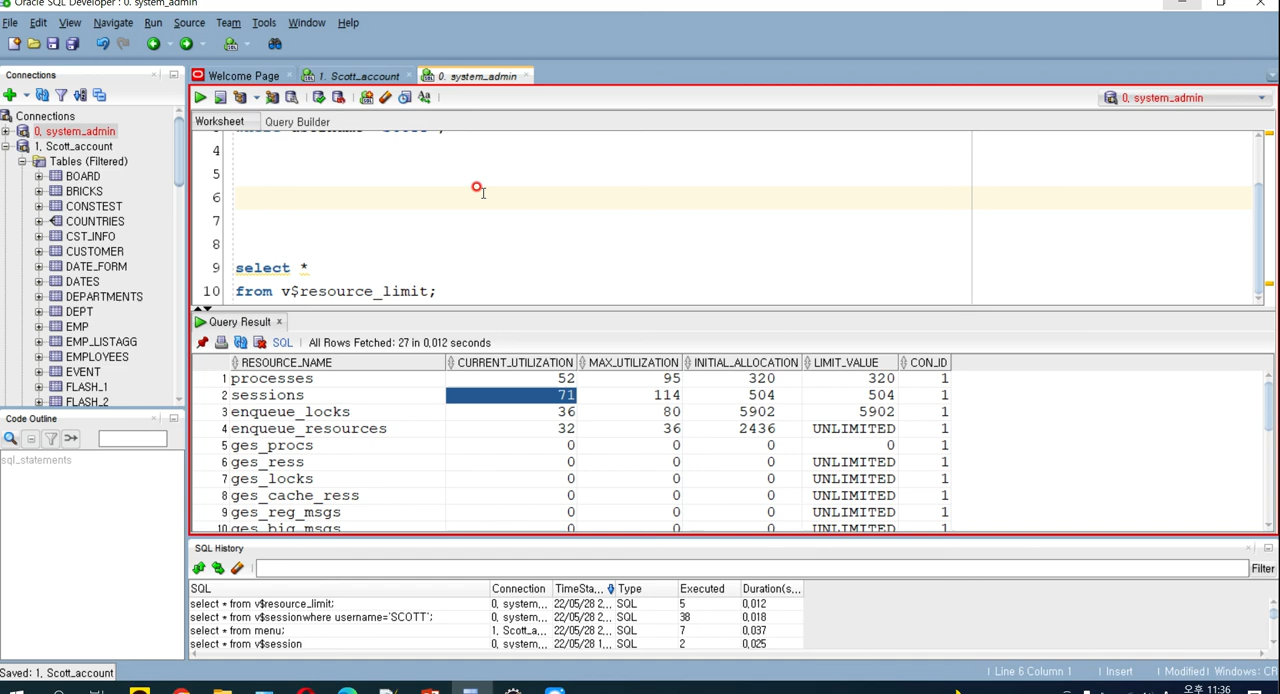 Oracle SQL Developer : 0. system_admin
File Edit View Navigate Run Source Team Tools Window Help
Connections
Connections
0. system_admin
1. Scott_account
Tables (Filtered)
BOARD
BRICKS
CONSTEST
COUNTRIES
CST_INFO
CUSTOMER
DATE_FORM
DATES
DEPARTMENTS
DEPT
EMP
EMP_LISTAGG
EMPLOYEES
EVENT
FLASH_1
FLASH_2
Code Outline
sql_statements
Welcome Page 1. Scott_account 0. system_admin
0. system_admin
Worksheet Query Builder
4
5
6
7
8
9 select *
10 from v$resource_limit;
Query Result x
SQL | All Rows Fetched: 27 in 0,012 seconds
RESOURCE_NAME CURRENT_UTILIZATION MAX_UTILIZATION INITIAL_ALLOCATION LIMIT_VALUE CON_ID
1 processes 52 95 320 320 1
2 sessions 71 114 504 504 1
3 enqueue_locks 36 80 5902 5902 1
4 enqueue_resources 32 36 2436 UNLIMITED 1
5 ges_procs 0 0 0 0 1
6 ges_ress 0 0 0 UNLIMITED 1
7 ges_locks 0 0 0 UNLIMITED 1
8 ges_cache_ress 0 0 0 UNLIMITED 1
9 ges_reg_msgs 0 0 0 UNLIMITED 1
10 ges_big_msgs 0 0 0 UNLIMITED 1
SQL History
Filter
SQL Connection TimeSta... Type Executed Duration(s...
select * from v$resource_limit; 0, system... 22/05/28 2... SQL 5 0,012
select * from v$sessionwhere username='SCOTT'; 0, system... 22/05/28 2... SQL 38 0,018
select * from menu; 1, Scott_a... 22/05/28 2... SQL 7 0,037
select * from v$session 0, system... 22/05/28 1... SQL 2 0,025
Saved: 1, Scott_account
Line 6 Column 1 | Insert | Modified | Windows: CR
오후 11:36